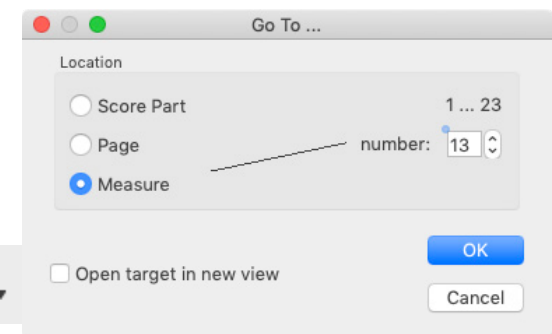 Go To ...
Location
Score Part 1 ... 23
Page number: 13
Measure
OK
Open target in new view
Cancel